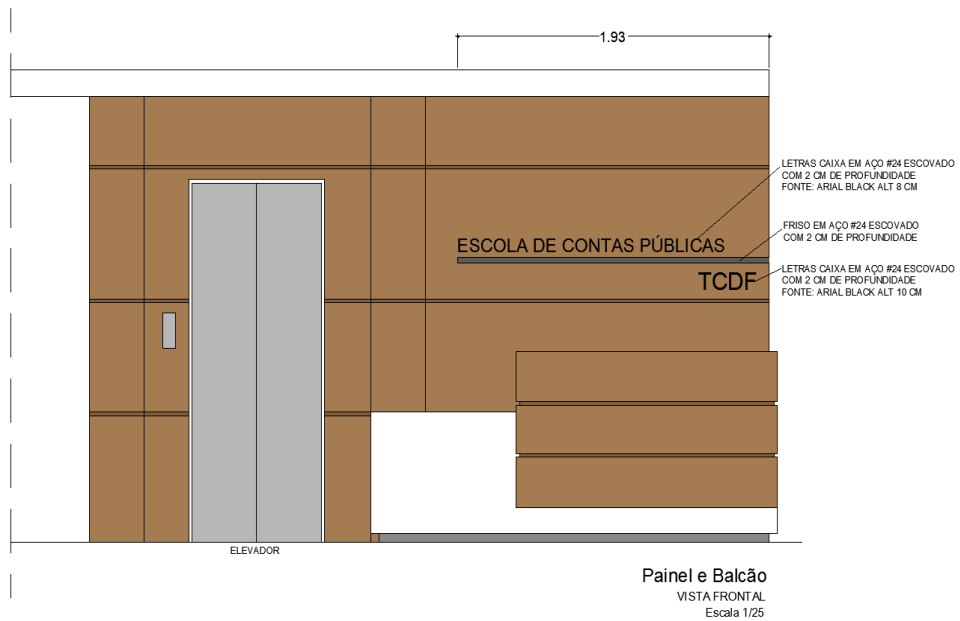 1.93
LETRAS CAIXA EM AÇO #24 ESCOVADO
COM 2 CM DE PROFUNDIDADE
FONTE: ARIAL BLACK ALT 8 CM
FRISO EM AÇO #24 ESCOVADO
COM 2 CM DE PROFUNDIDADE
ESCOLA DE CONTAS PÚBLICAS
TCDF
LETRAS CAIXA EM AÇO #24 ESCOVADO
COM 2 CM DE PROFUNDIDADE
FONTE: ARIAL BLACK ALT 10 CM
ELEVADOR
Painel e Balcão
VISTA FRONTAL
Escala 1/25